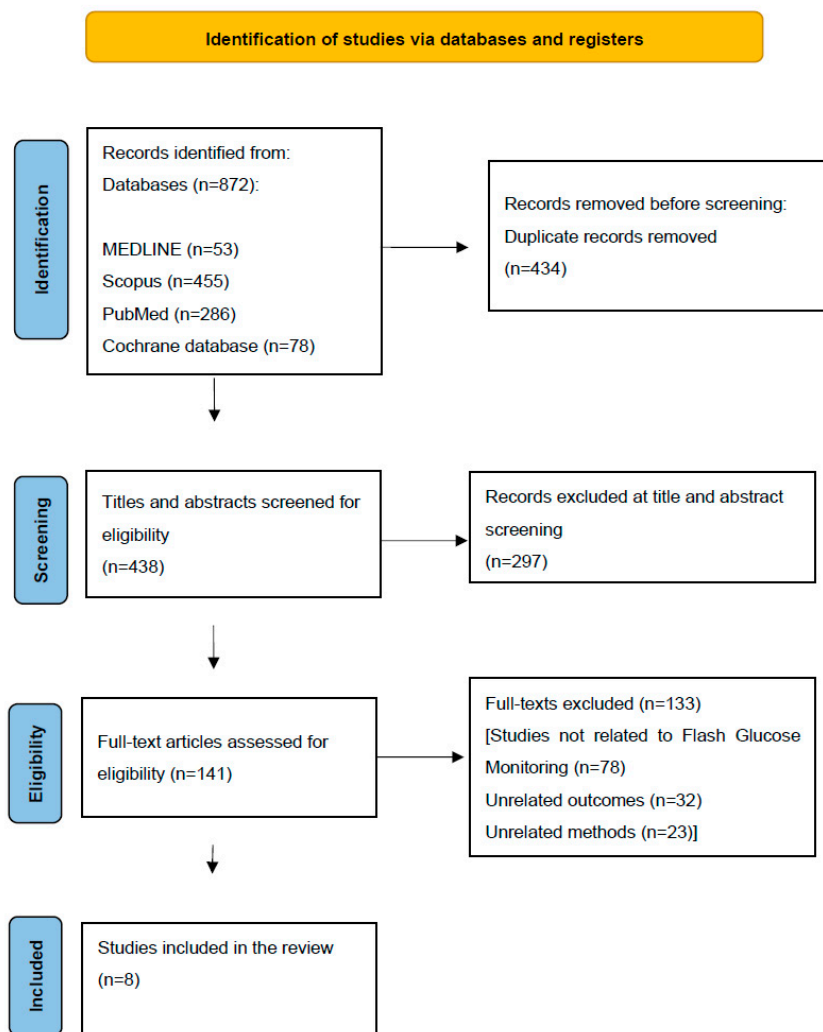 Identification of studies via databases and registers
Identification
Records identified from:
Databases (n=872):
MEDLINE (n=53)
Scopus (n=455)
PubMed (n=286)
Cochrane database (n=78)
Records removed before screening:
Duplicate records removed
(n=434)
Screening
Titles and abstracts screened for
eligibility
(n=438)
Records excluded at title and abstract
screening
(n=297)
Eligibility
Full-text articles assessed for
eligibility (n=141)
Full-texts excluded (n=133)
[Studies not related to Flash Glucose
Monitoring (n=78)
Unrelated outcomes (n=32)
Unrelated methods (n=23)]
Included
Studies included in the review
(n=8)